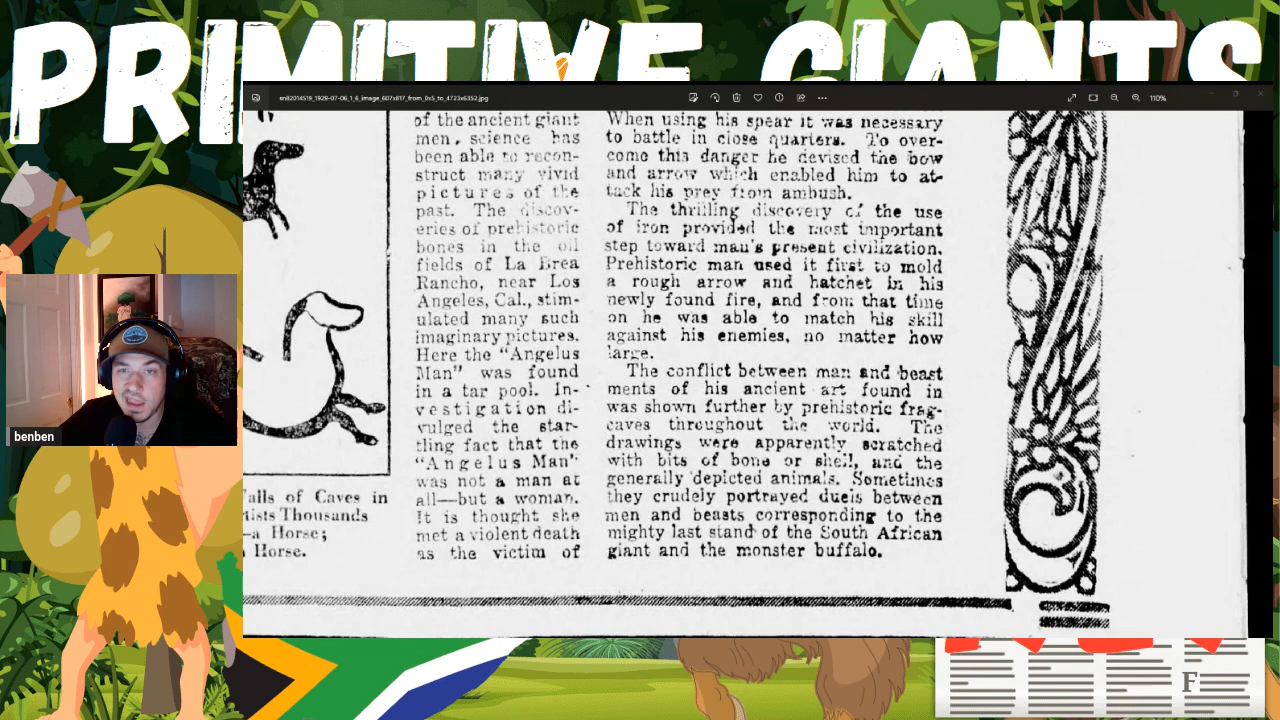 PRIMITIVE GIANTS
sn82014519_1929-07-06_1_6_image_607x817_from_0x5_to_4723x6352.jpg
110%
of the ancient giant
men, science has
been able to recon-
struct many vivid
pictures of the
past. The discov-
eries of prehistoric
bones in the oil
fields of La Brea
Rancho, near Los
Angeles, Cal., stim-
ulated many such
imaginary pictures.
Here the "Angelus
Man" was found
in a tar pool. In-
vestigation di-
vulged the star-
tling fact that the
"Angelus Man"
was not a man at
all—but a woman.
It is thought she
met a violent death
as the victim of
When using his spear it was necessary
to battle in close quarters. To over-
come this danger he devised the bow
and arrow which enabled him to at-
tack his prey from ambush.
The thrilling discovery of the use
of iron provided the most important
step toward man's present civilization.
Prehistoric man used it first to mold
a rough arrow and hatchet in his
newly found fire, and from that time
on he was able to match his skill
against his enemies, no matter how
large.
The conflict between man and beast
ments of his ancient art found in
was shown further by prehistoric frag-
caves throughout the world. The
drawings were apparently scratched
with bits of bone or shell, and the
generally depicted animals. Sometimes
they crudely portrayed duels between
men and beasts corresponding to the
mighty last stand of the South African
giant and the monster buffalo.
Walls of Caves in
tists Thousands
—a Horse;
Horse.
benben
F